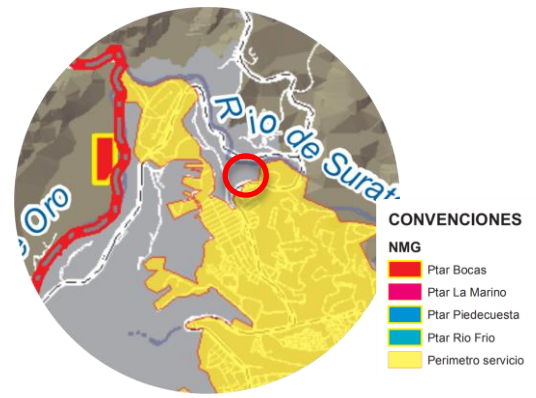 Rio de Surat
e Oro
CONVENCIONES
NMG
Ptar Bocas
Ptar La Marino
Ptar Piedecuesta
Ptar Rio Frio
Perimetro servicio